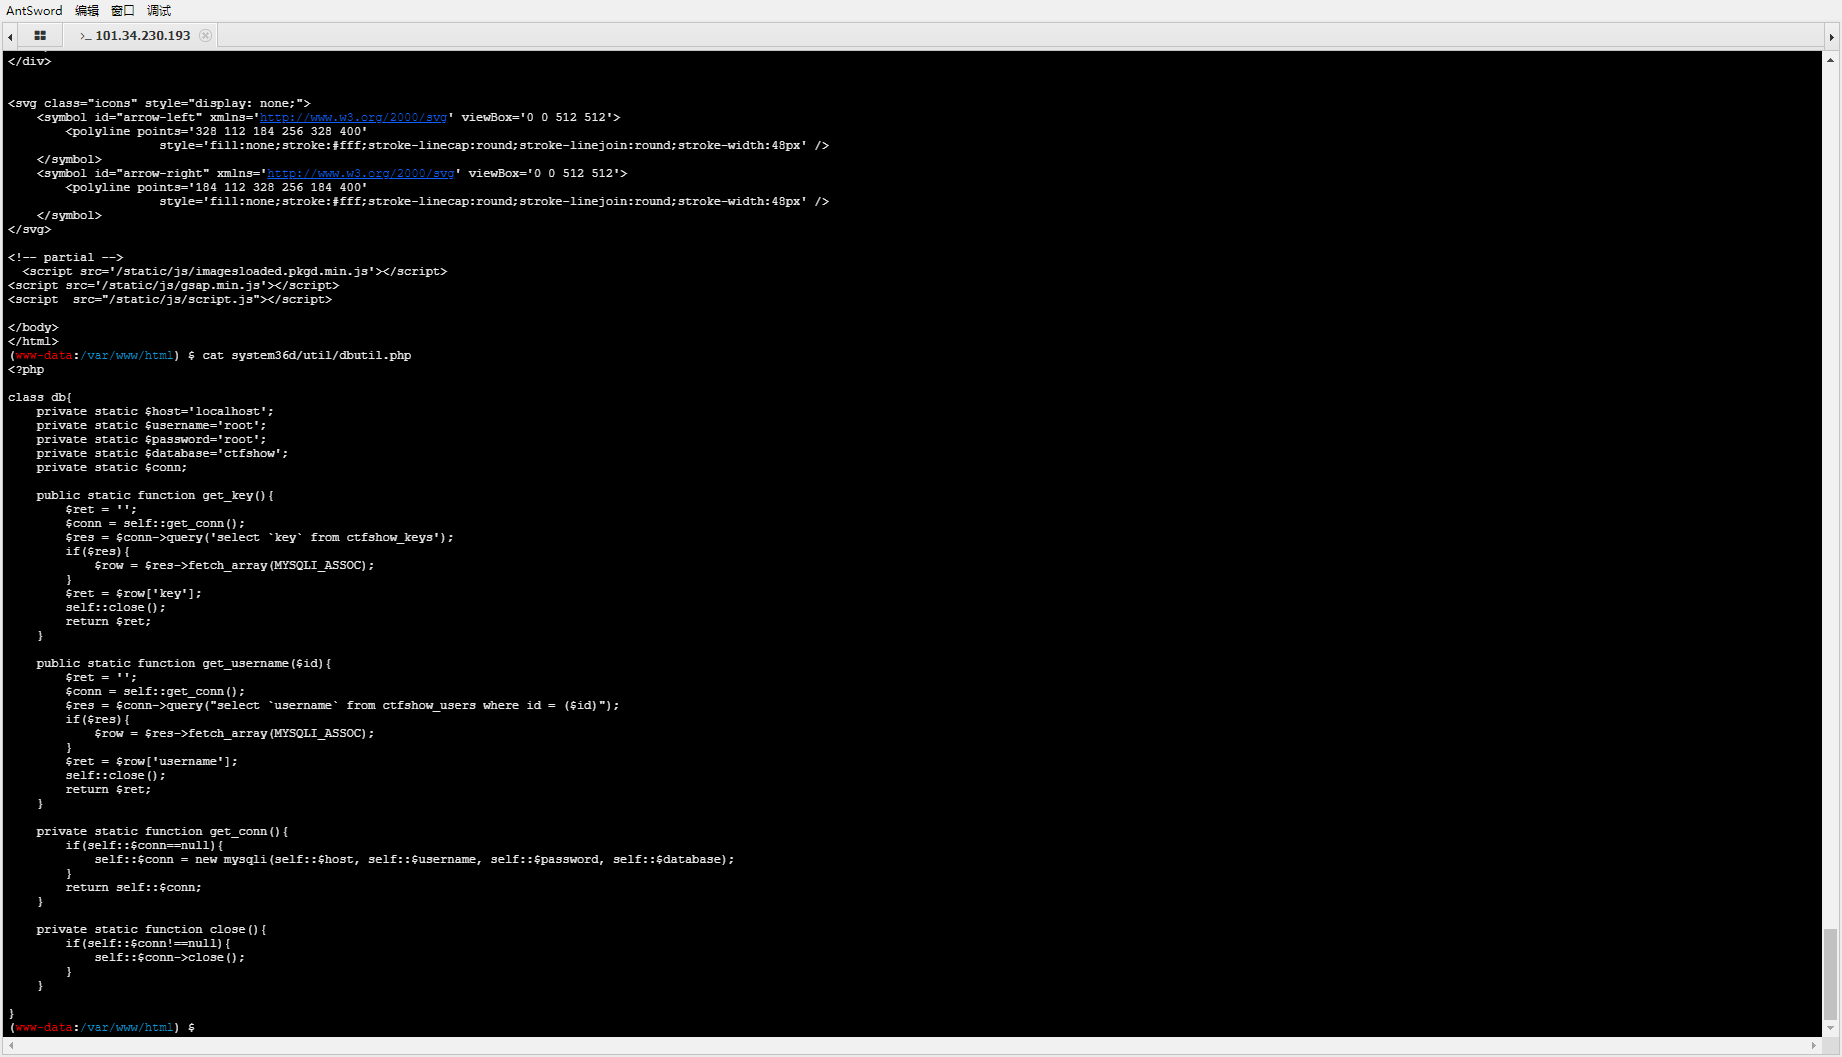 AntSword 编辑 窗口 调试
>_ 101.34.230.193
</div>
<svg class="icons" style="display: none;">
    <symbol id="arrow-left" xmlns='http://www.w3.org/2000/svg' viewBox='0 0 512 512'>
        <polyline points='328 112 184 256 328 400'
                     style='fill:none;stroke:#fff;stroke-linecap:round;stroke-linejoin:round;stroke-width:48px' />
    </symbol>
    <symbol id="arrow-right" xmlns='http://www.w3.org/2000/svg' viewBox='0 0 512 512'>
        <polyline points='184 112 328 256 184 400'
                     style='fill:none;stroke:#fff;stroke-linecap:round;stroke-linejoin:round;stroke-width:48px' />
    </symbol>
</svg>
<!-- partial -->
  <script src='/static/js/imagesloaded.pkgd.min.js'></script>
<script src='/static/js/gsap.min.js'></script>
<script  src="/static/js/script.js"></script>
</body>
</html>
(www-data:/var/www/html) $ cat system36d/util/dbutil.php
<?php
class db{
    private static $host='localhost';
    private static $username='root';
    private static $password='root';
    private static $database='ctfshow';
    private static $conn;
    public static function get_key(){
        $ret = '';
        $conn = self::get_conn();
        $res = $conn->query('select `key` from ctfshow_keys');
        if($res){
            $row = $res->fetch_array(MYSQLI_ASSOC);
        }
        $ret = $row['key'];
        self::close();
        return $ret;
    }
    public static function get_username($id){
        $ret = '';
        $conn = self::get_conn();
        $res = $conn->query("select `username` from ctfshow_users where id = ($id)");
        if($res){
            $row = $res->fetch_array(MYSQLI_ASSOC);
        }
        $ret = $row['username'];
        self::close();
        return $ret;
    }
    private static function get_conn(){
        if(self::$conn==null){
            self::$conn = new mysqli(self::$host, self::$username, self::$password, self::$database);
        }
        return self::$conn;
    }
    private static function close(){
        if(self::$conn!==null){
            self::$conn->close();
        }
    }
}
(www-data:/var/www/html) $